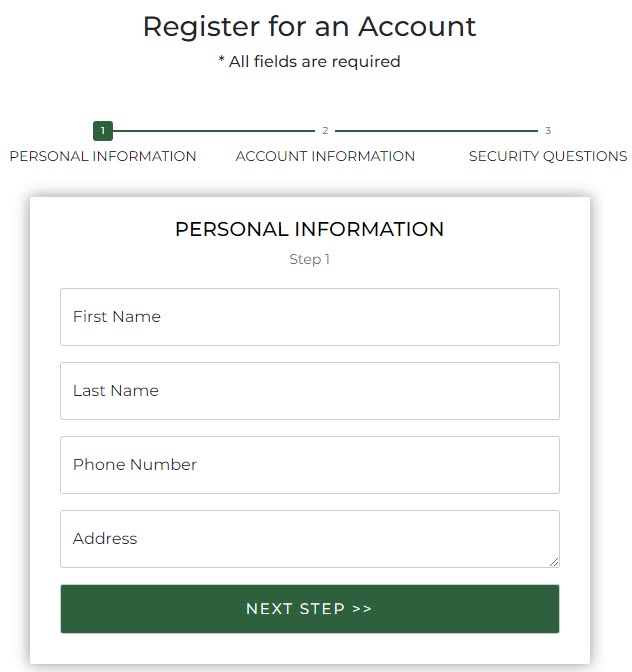 Register for an Account
* All fields are required
1 2 3
PERSONAL INFORMATION ACCOUNT INFORMATION SECURITY QUESTIONS
PERSONAL INFORMATION
Step 1
First Name
Last Name
Phone Number
Address
NEXT STEP >>